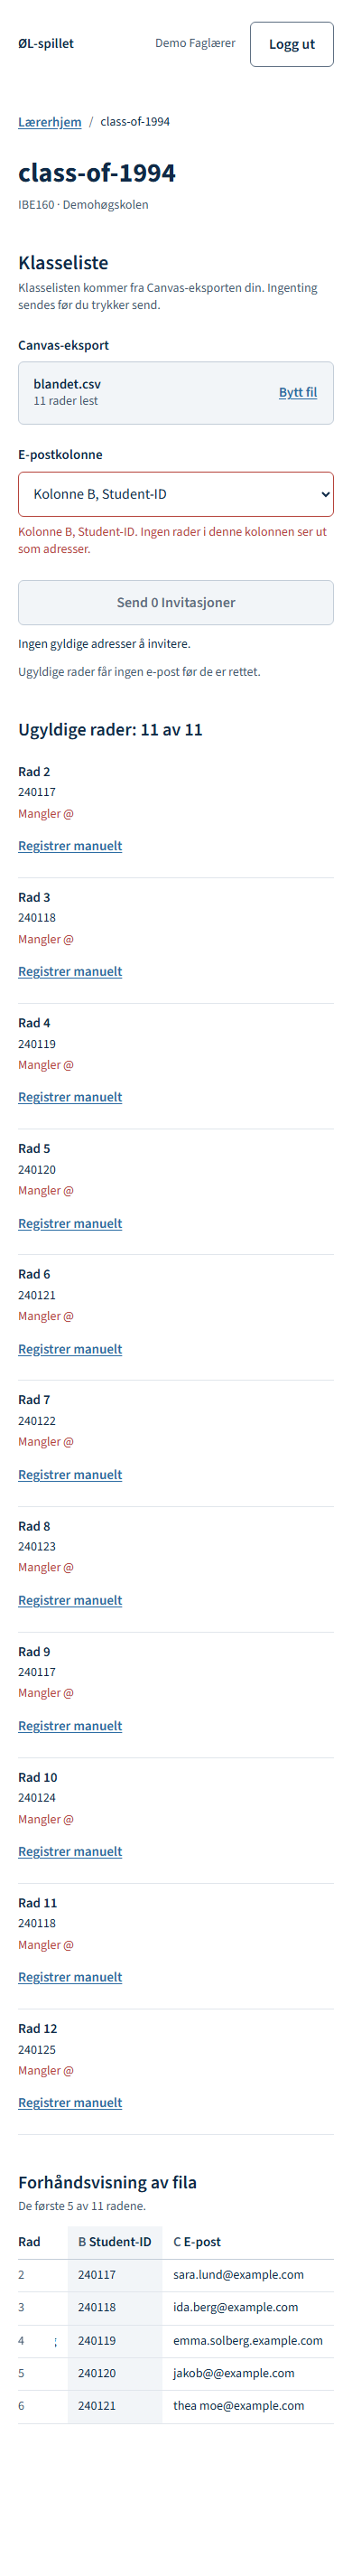 ØL-spillet
Demo Faglærer
Logg ut
Lærerhjem / class-of-1994
class-of-1994
IBE160 · Demohøgskolen
Klasseliste
Klasselisten kommer fra Canvas-eksporten din. Ingenting
sendes før du trykker send.
Canvas-eksport
blandet.csv
11 rader lest
Bytt fil
E-postkolonne
Kolonne B, Student-ID
Kolonne B, Student-ID. Ingen rader i denne kolonnen ser ut
som adresser.
Send 0 Invitasjoner
Ingen gyldige adresser å invitere.
Ugyldige rader får ingen e-post før de er rettet.
Ugyldige rader: 11 av 11
Rad 2
240117
Mangler @
Registrer manuelt
Rad 3
240118
Mangler @
Registrer manuelt
Rad 4
240119
Mangler @
Registrer manuelt
Rad 5
240120
Mangler @
Registrer manuelt
Rad 6
240121
Mangler @
Registrer manuelt
Rad 7
240122
Mangler @
Registrer manuelt
Rad 8
240123
Mangler @
Registrer manuelt
Rad 9
240117
Mangler @
Registrer manuelt
Rad 10
240124
Mangler @
Registrer manuelt
Rad 11
240118
Mangler @
Registrer manuelt
Rad 12
240125
Mangler @
Registrer manuelt
Forhåndsvisning av fila
De første 5 av 11 radene.
Rad B Student-ID C E-post
2 240117 sara.lund@example.com
3 240118 ida.berg@example.com
4 240119 emma.solberg.example.com
5 240120 jakob@@example.com
6 240121 thea moe@example.com